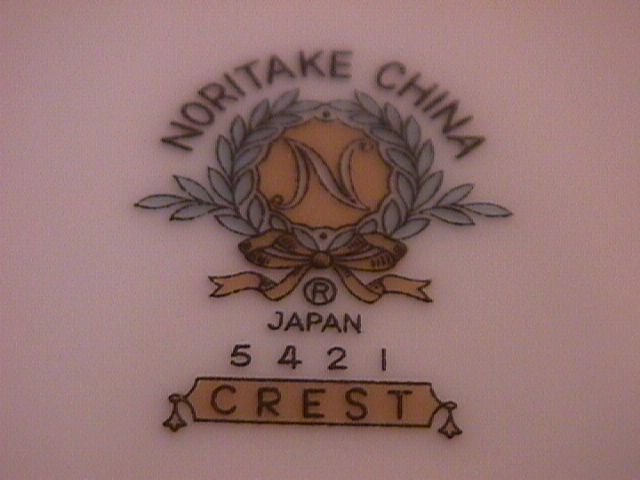 NORITAKE CHINA
N
®
JAPAN
5421
CREST